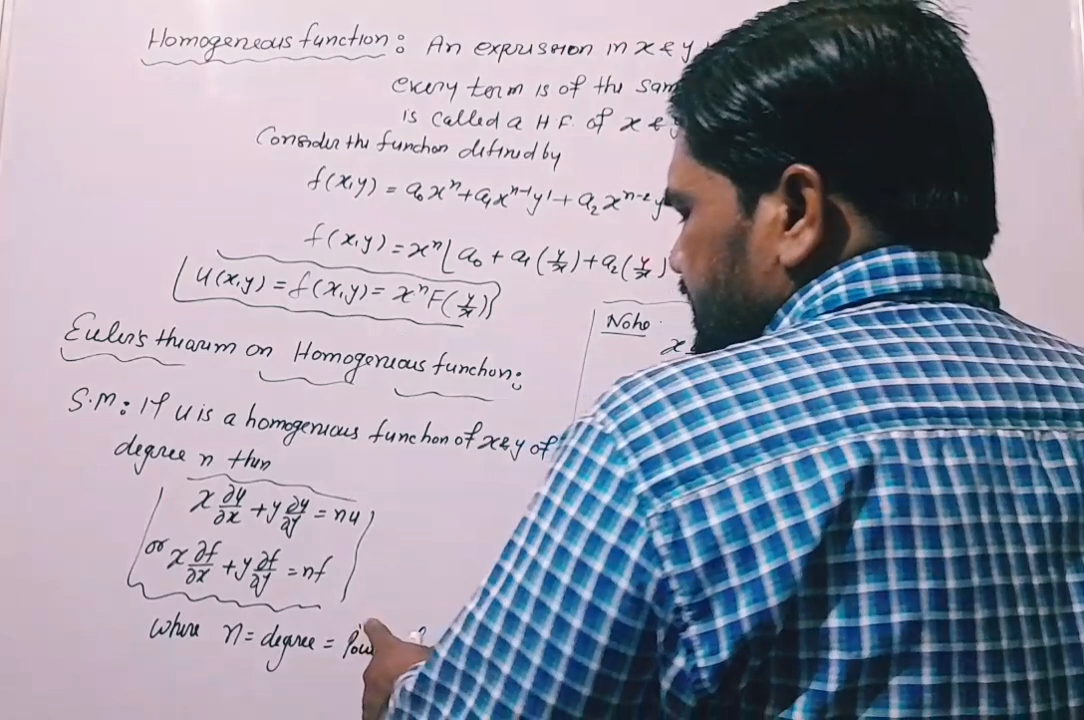 Homogeneous function: An expression in x & y
every term is of the sam
is called a H.F. of x &
Consider the function defined by
f(x,y) = a₀xⁿ + a₁xⁿ⁻¹y¹ + a₂xⁿ⁻²y
f(x,y) = xⁿ[a₀ + a₁(y/x) + a₂(y/x)
u(x,y) = f(x,y) = xⁿF(y/x)
Note:
x
Euler's theorem on Homogeneous function:
S.M: If u is a homogeneous function of x & y of
degree n then
x ∂u/∂x + y ∂u/∂y = nu
or x ∂f/∂x + y ∂f/∂y = nf
where n = degree = Pow